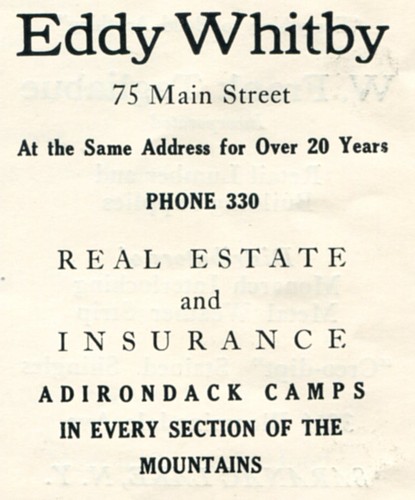 Eddy Whitby
75 Main Street
At the Same Address for Over 20 Years
PHONE 330
REAL ESTATE
and
INSURANCE
ADIRONDACK CAMPS
IN EVERY SECTION OF THE
MOUNTAINS